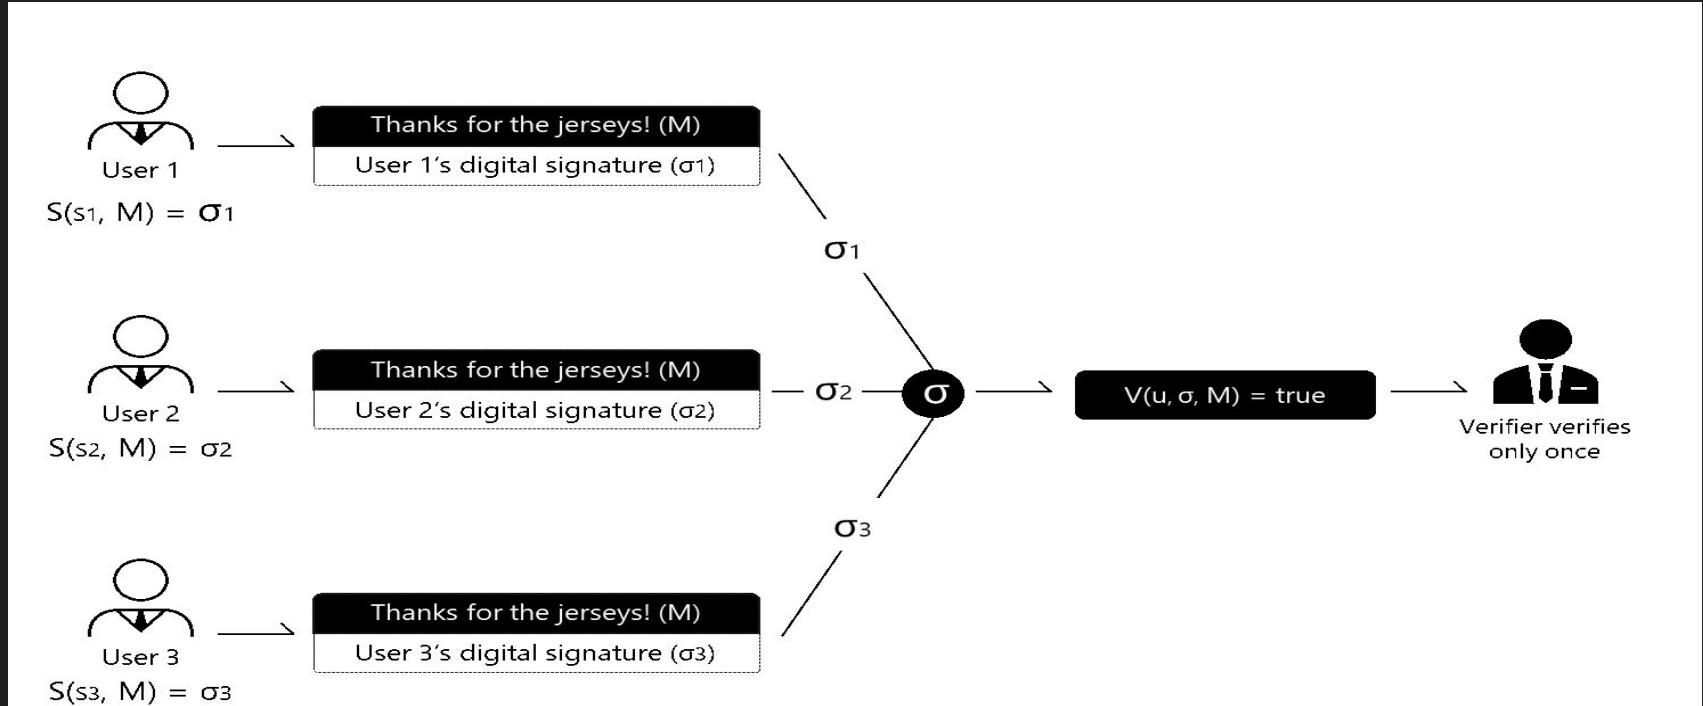 Thanks for the jerseys! (M)
User 1's digital signature (σ1)
User 1
S(s1, M) = σ1
σ1
Thanks for the jerseys! (M)
User 2's digital signature (σ2)
User 2
S(s2, M) = σ2
σ2
σ
V(u, σ, M) = true
Verifier verifies
only once
σ3
Thanks for the jerseys! (M)
User 3's digital signature (σ3)
User 3
S(s3, M) = σ3